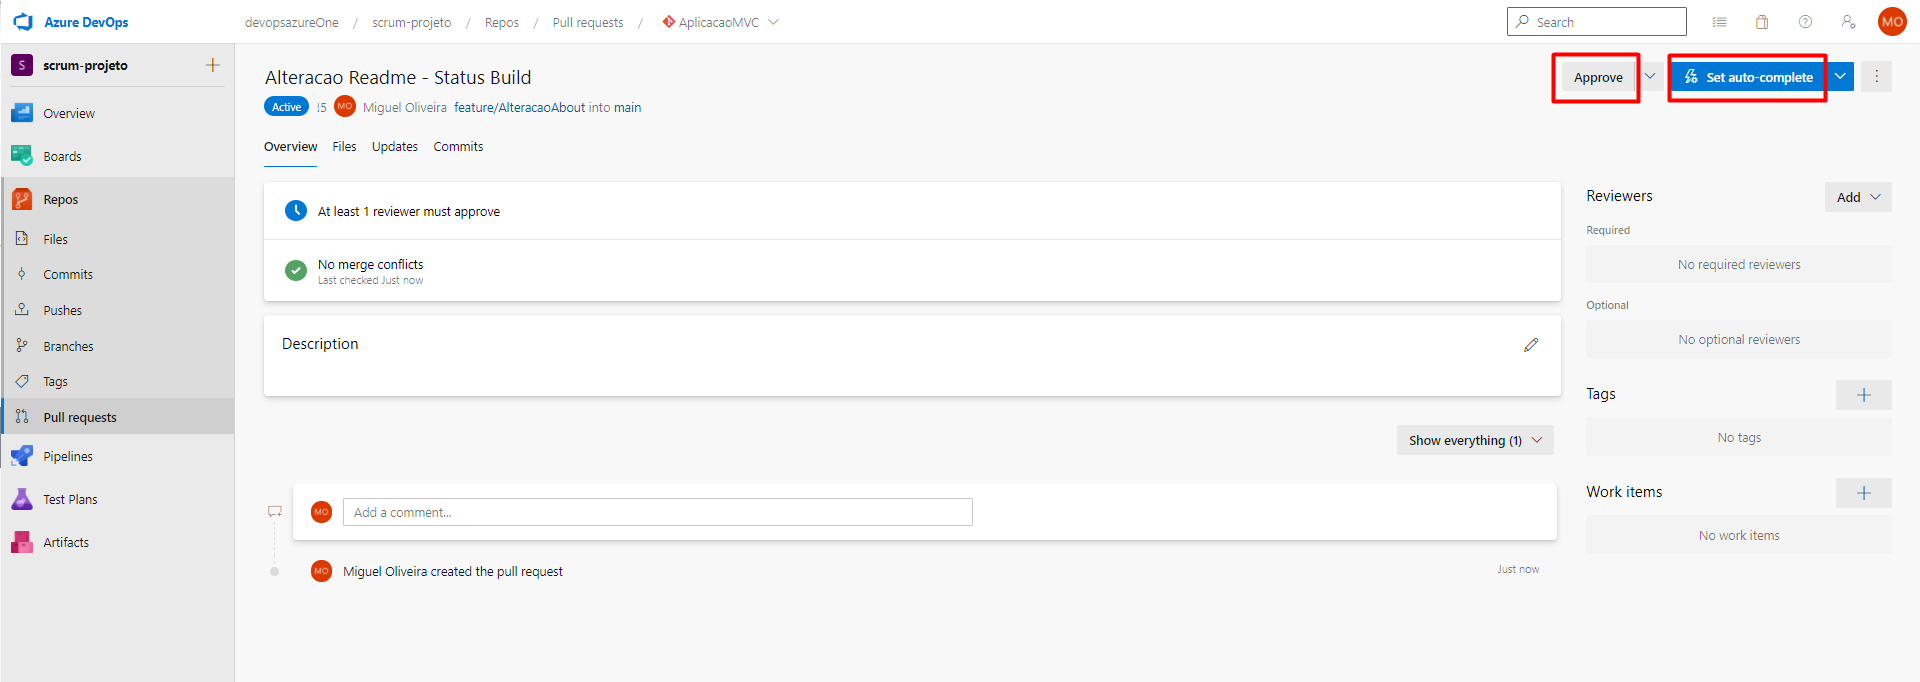 Azure DevOps
devopsazureOne / scrum-projeto / Repos / Pull requests / AplicacaoMVC
Search
MO
S scrum-projeto
Overview
Boards
Repos
Files
Commits
Pushes
Branches
Tags
Pull requests
Pipelines
Test Plans
Artifacts
Alteracao Readme - Status Build
Approve
Set auto-complete
Active !5 MO Miguel Oliveira feature/AlteracaoAbout into main
Overview Files Updates Commits
At least 1 reviewer must approve
No merge conflicts
Last checked Just now
Description
Show everything (1)
MO Add a comment...
MO Miguel Oliveira created the pull request
Just now
Reviewers
Add
Required
No required reviewers
Optional
No optional reviewers
Tags
No tags
Work items
No work items